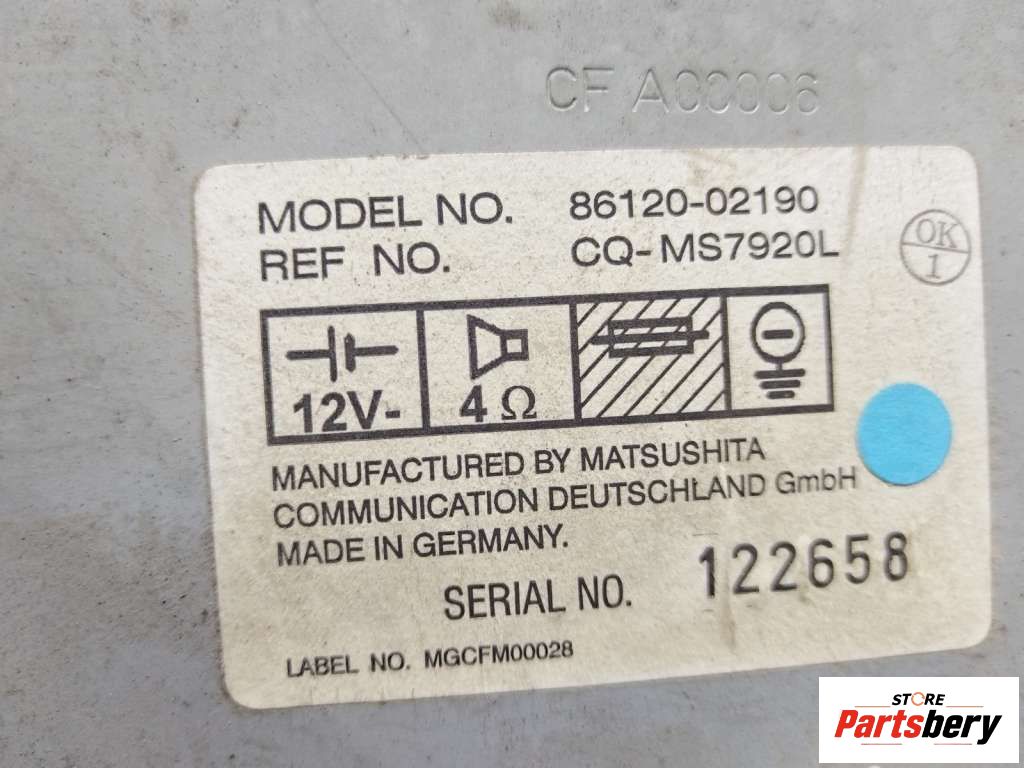 CF A00006
MODEL NO. 86120-02190
REF NO. CQ-MS7920L
OK
1
12V-
4 Ω
MANUFACTURED BY MATSUSHITA
COMMUNICATION DEUTSCHLAND GmbH
MADE IN GERMANY.
SERIAL NO. 122658
LABEL NO. MGCFM00028
STORE
Partsbery